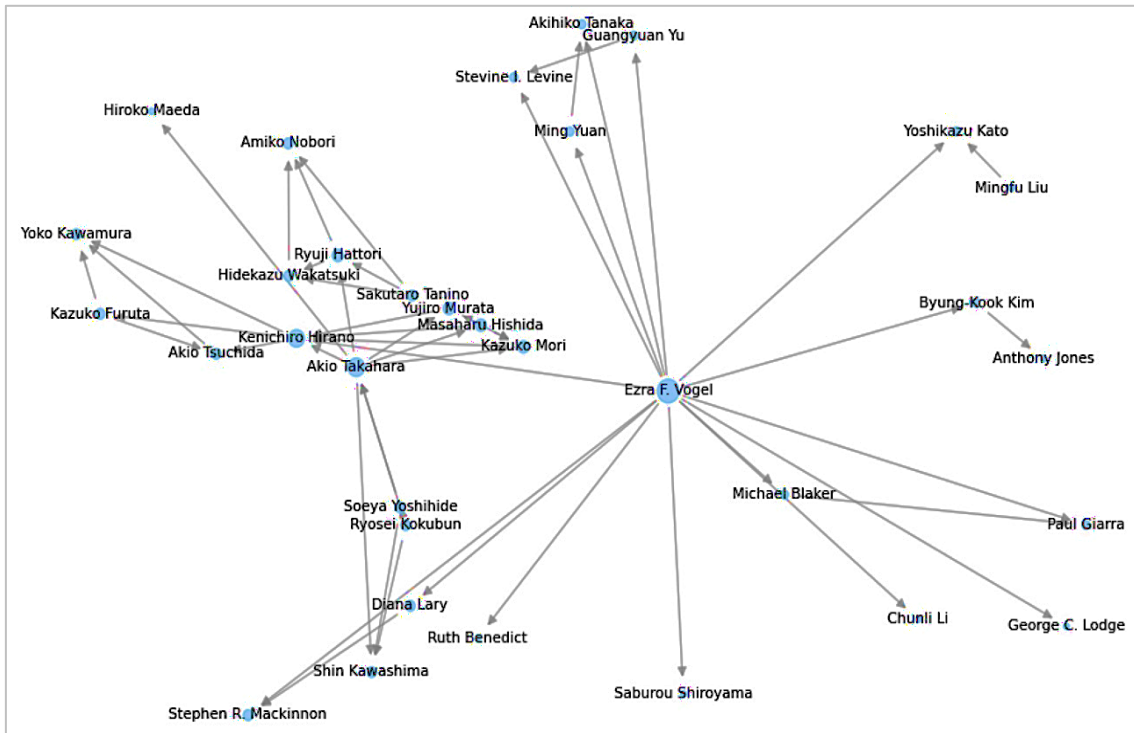 Akihiko Tanaka
Guangyuan Yu
Stevine I. Levine
Hiroko Maeda
Ming Yuan
Yoshikazu Kato
Amiko Nobori
Mingfu Liu
Yoko Kawamura
Ryuji Hattori
Hidekazu Wakatsuki
Sakutaro Tanino
Byung-Kook Kim
Yujiro Murata
Kazuko Furuta
Masaharu Hishida
Kenichiro Hirano
Kazuko Mori
Akio Tsuchida
Anthony Jones
Akio Takahara
Ezra F. Vogel
Michael Blaker
Soeya Yoshihide
Ryosei Kokubun
Paul Giarra
Diana Lary
Chunli Li
George C. Lodge
Ruth Benedict
Shin Kawashima
Saburou Shiroyama
Stephen R. Mackinnon